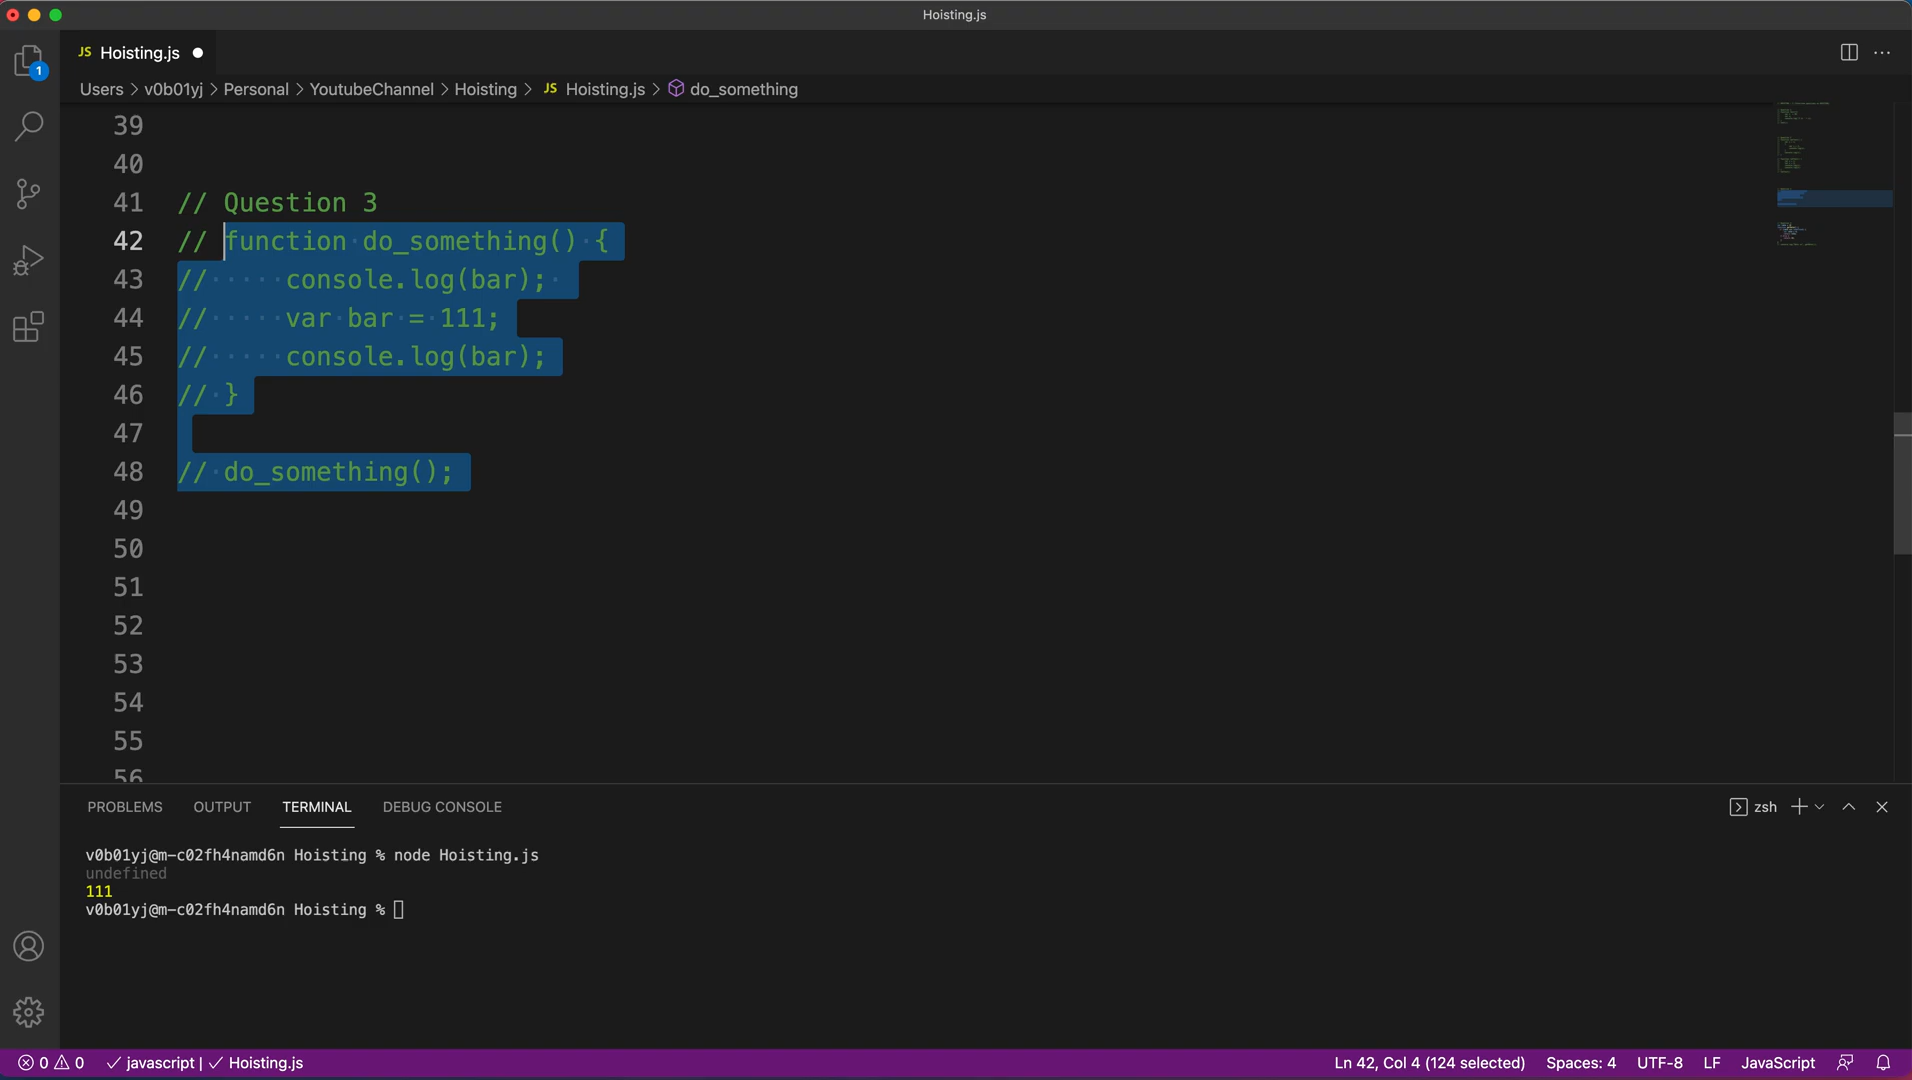 Hoisting.js
JS Hoisting.js
1
Users > v0b01yj > Personal > YoutubeChannel > Hoisting > JS Hoisting.js > do_something
39
40
41 // Question 3
42 // function do_something() {
43 //     console.log(bar);
44 //     var bar = 111;
45 //     console.log(bar);
46 // }
47
48 // do_something();
49
50
51
52
53
54
55
56
PROBLEMS OUTPUT TERMINAL DEBUG CONSOLE
zsh
v0b01yj@m-c02fh4namd6n Hoisting % node Hoisting.js
undefined
111
v0b01yj@m-c02fh4namd6n Hoisting %
0 0 javascript | Hoisting.js
Ln 42, Col 4 (124 selected) Spaces: 4 UTF-8 LF JavaScript